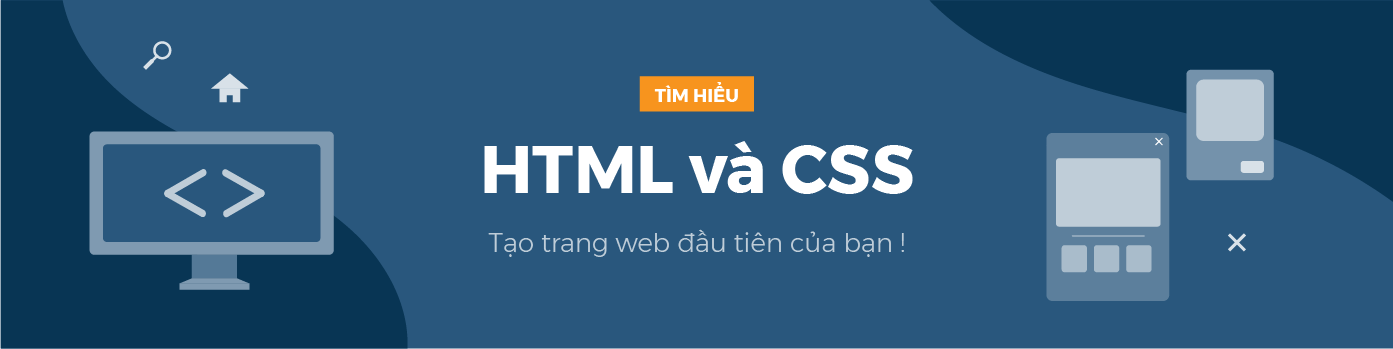 TÌM HIỂU
HTML và CSS
Tạo trang web đầu tiên của bạn !